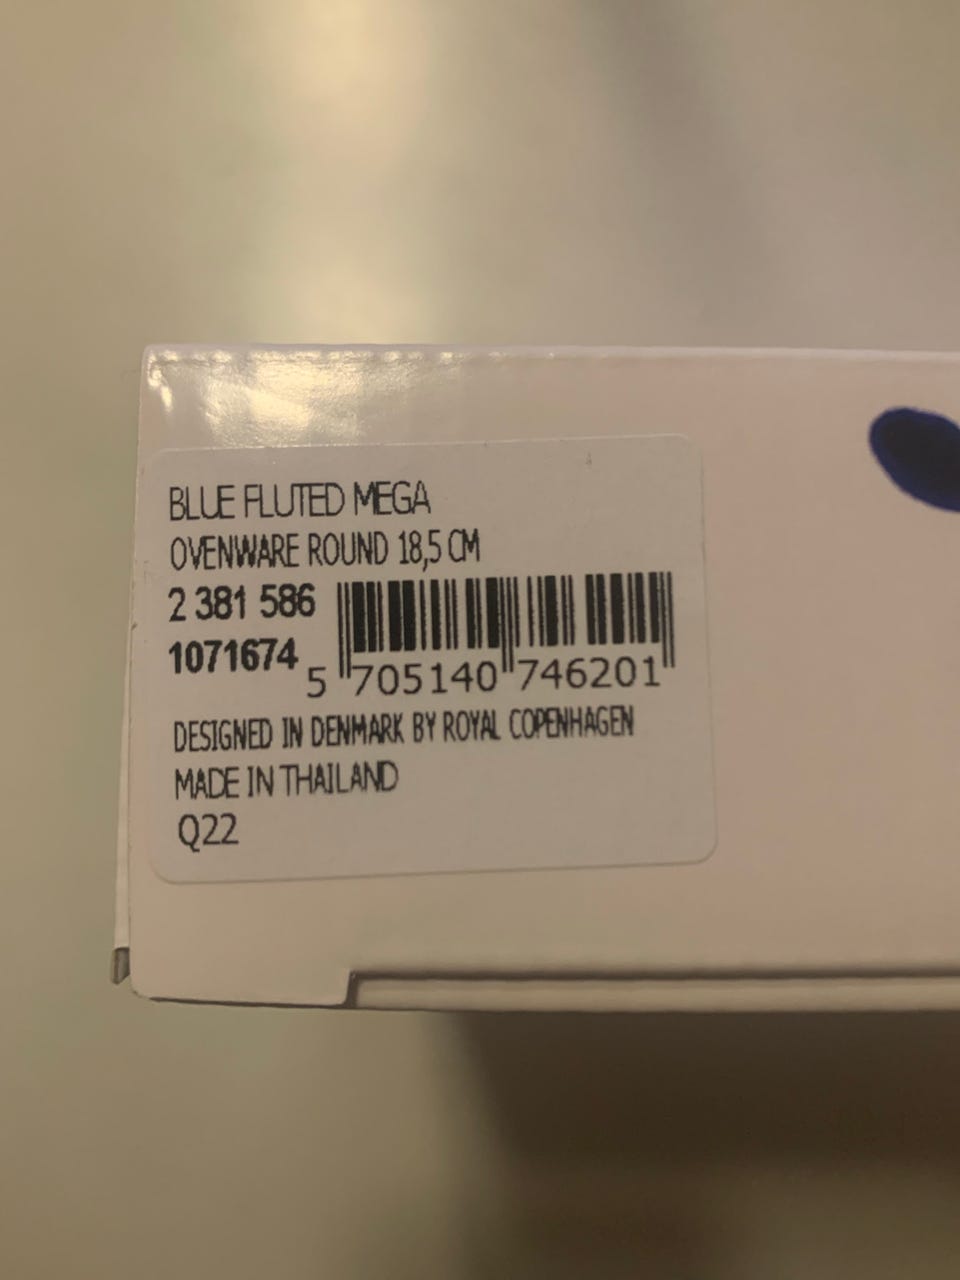 BLUE FLUTED MEGA
OVENWARE ROUND 18,5 CM
2 381 586
1071674
5 705140 746201
DESIGNED IN DENMARK BY ROYAL COPENHAGEN
MADE IN THAILAND
Q22